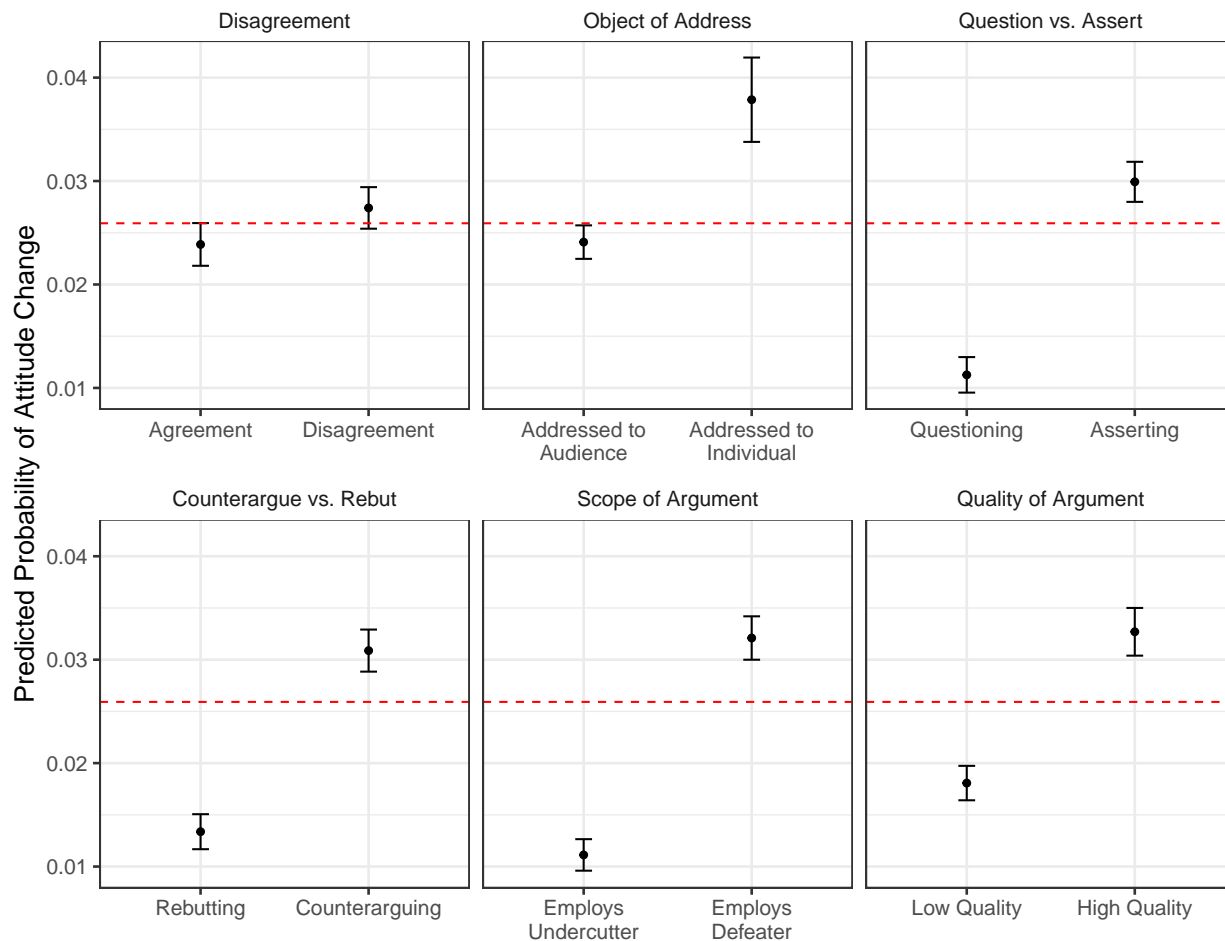 Disagreement
Object of Address
Question vs. Assert
0.04
0.03
0.02
0.01
Agreement
Disagreement
Addressed to
Audience
Addressed to
Individual
Questioning
Asserting
Predicted Probability of Attitude Change
Counterargue vs. Rebut
Scope of Argument
Quality of Argument
0.04
0.03
0.02
0.01
Rebutting
Counterarguing
Employs
Undercutter
Employs
Defeater
Low Quality
High Quality